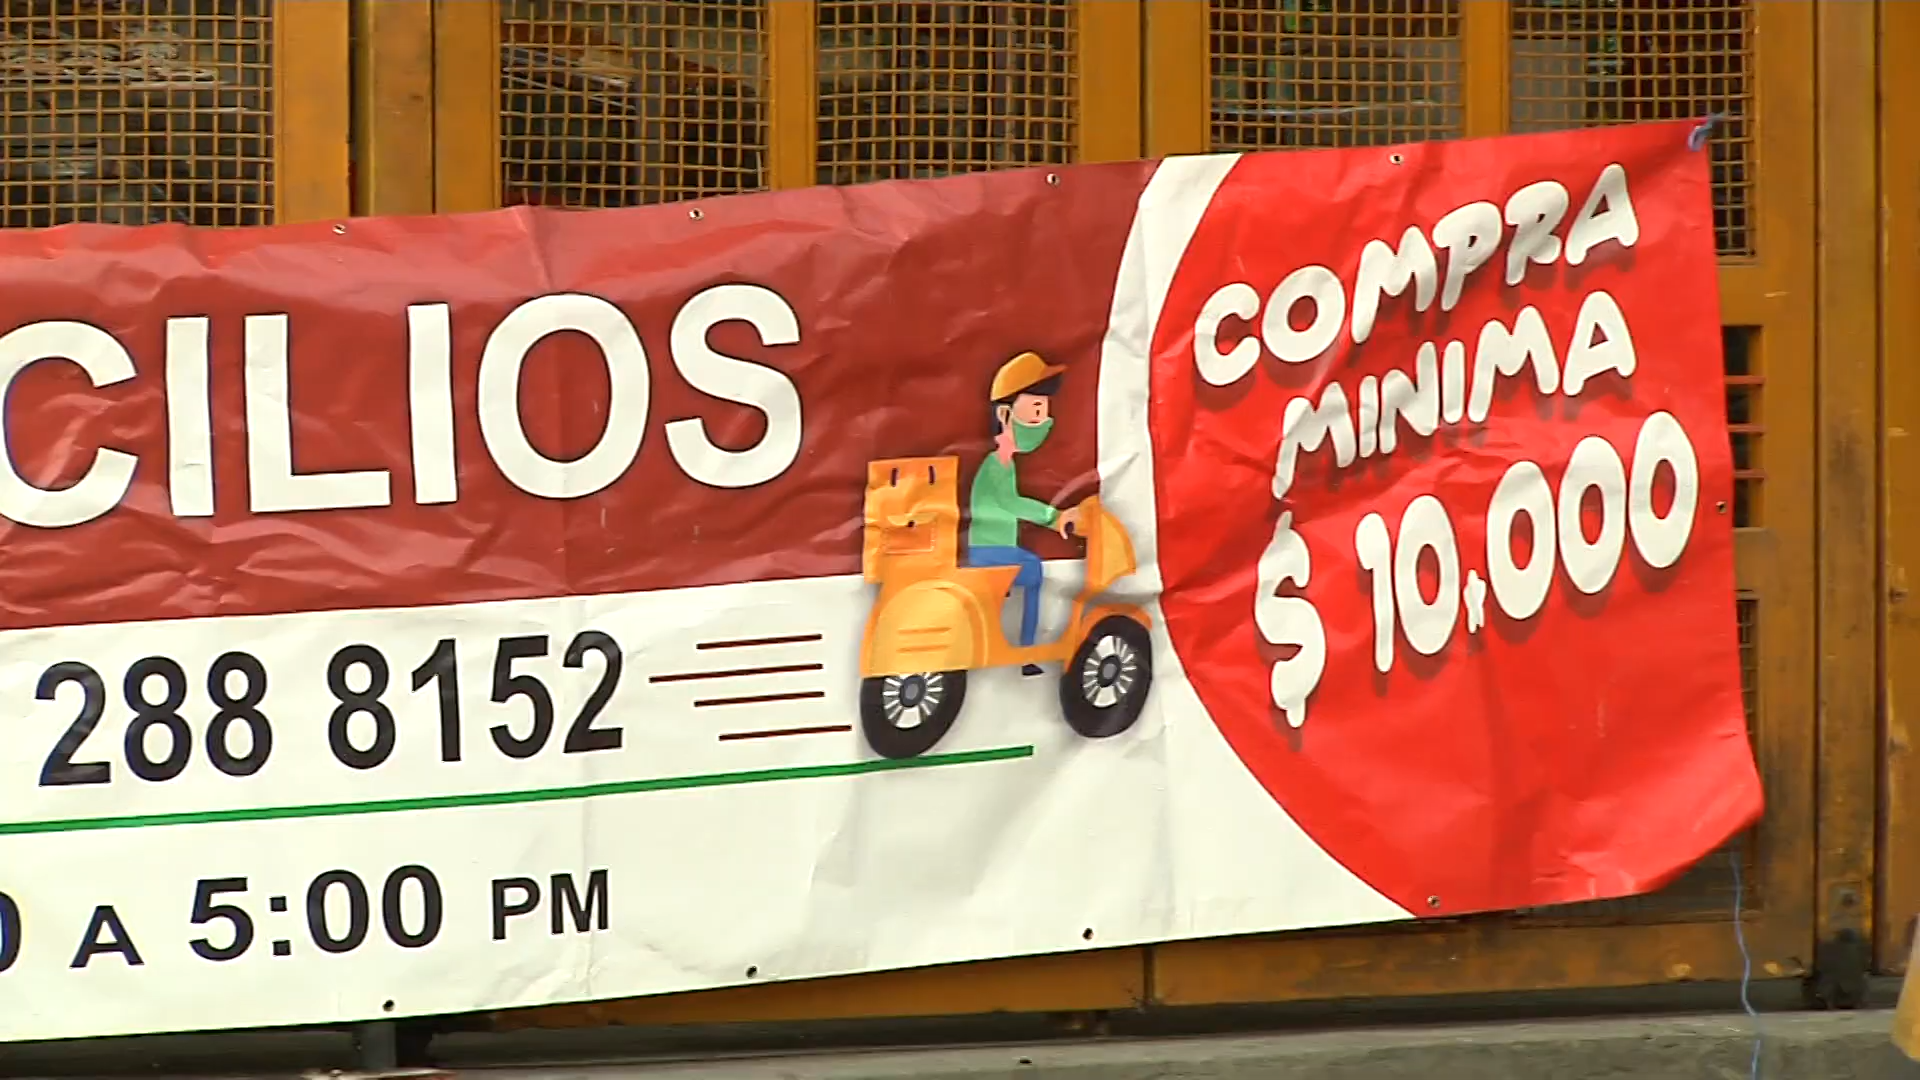 CILIOS
288 8152
A 5:00 PM
COMPRA
MINIMA
$ 10.000